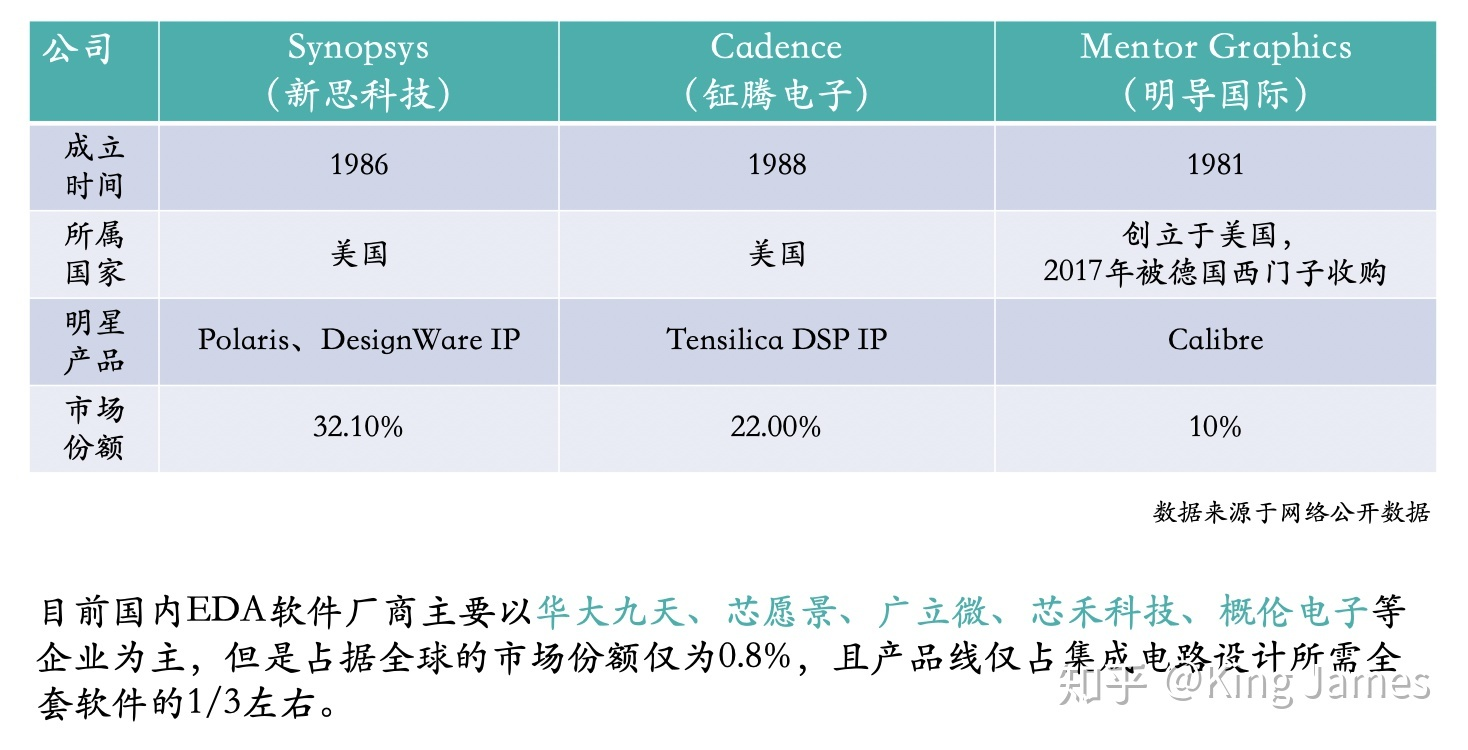 公司
Synopsys
（新思科技）
Cadence
（钲腾电子）
Mentor Graphics
（明导国际）
成立
时间
1986
1988
1981
所属
国家
美国
美国
创立于美国，
2017年被德国西门子收购
明星
产品
Polaris、DesignWare IP
Tensilica DSP IP
Calibre
市场
份额
32.10%
22.00%
10%
数据来源于网络公开数据
目前国内EDA软件厂商主要以华大九天、芯愿景、广立微、芯禾科技、概伦电子等
企业为主，但是占据全球的市场份额仅为0.8%，且产品线仅占集成电路设计所需全
套软件的1/3左右。
知乎 @King James